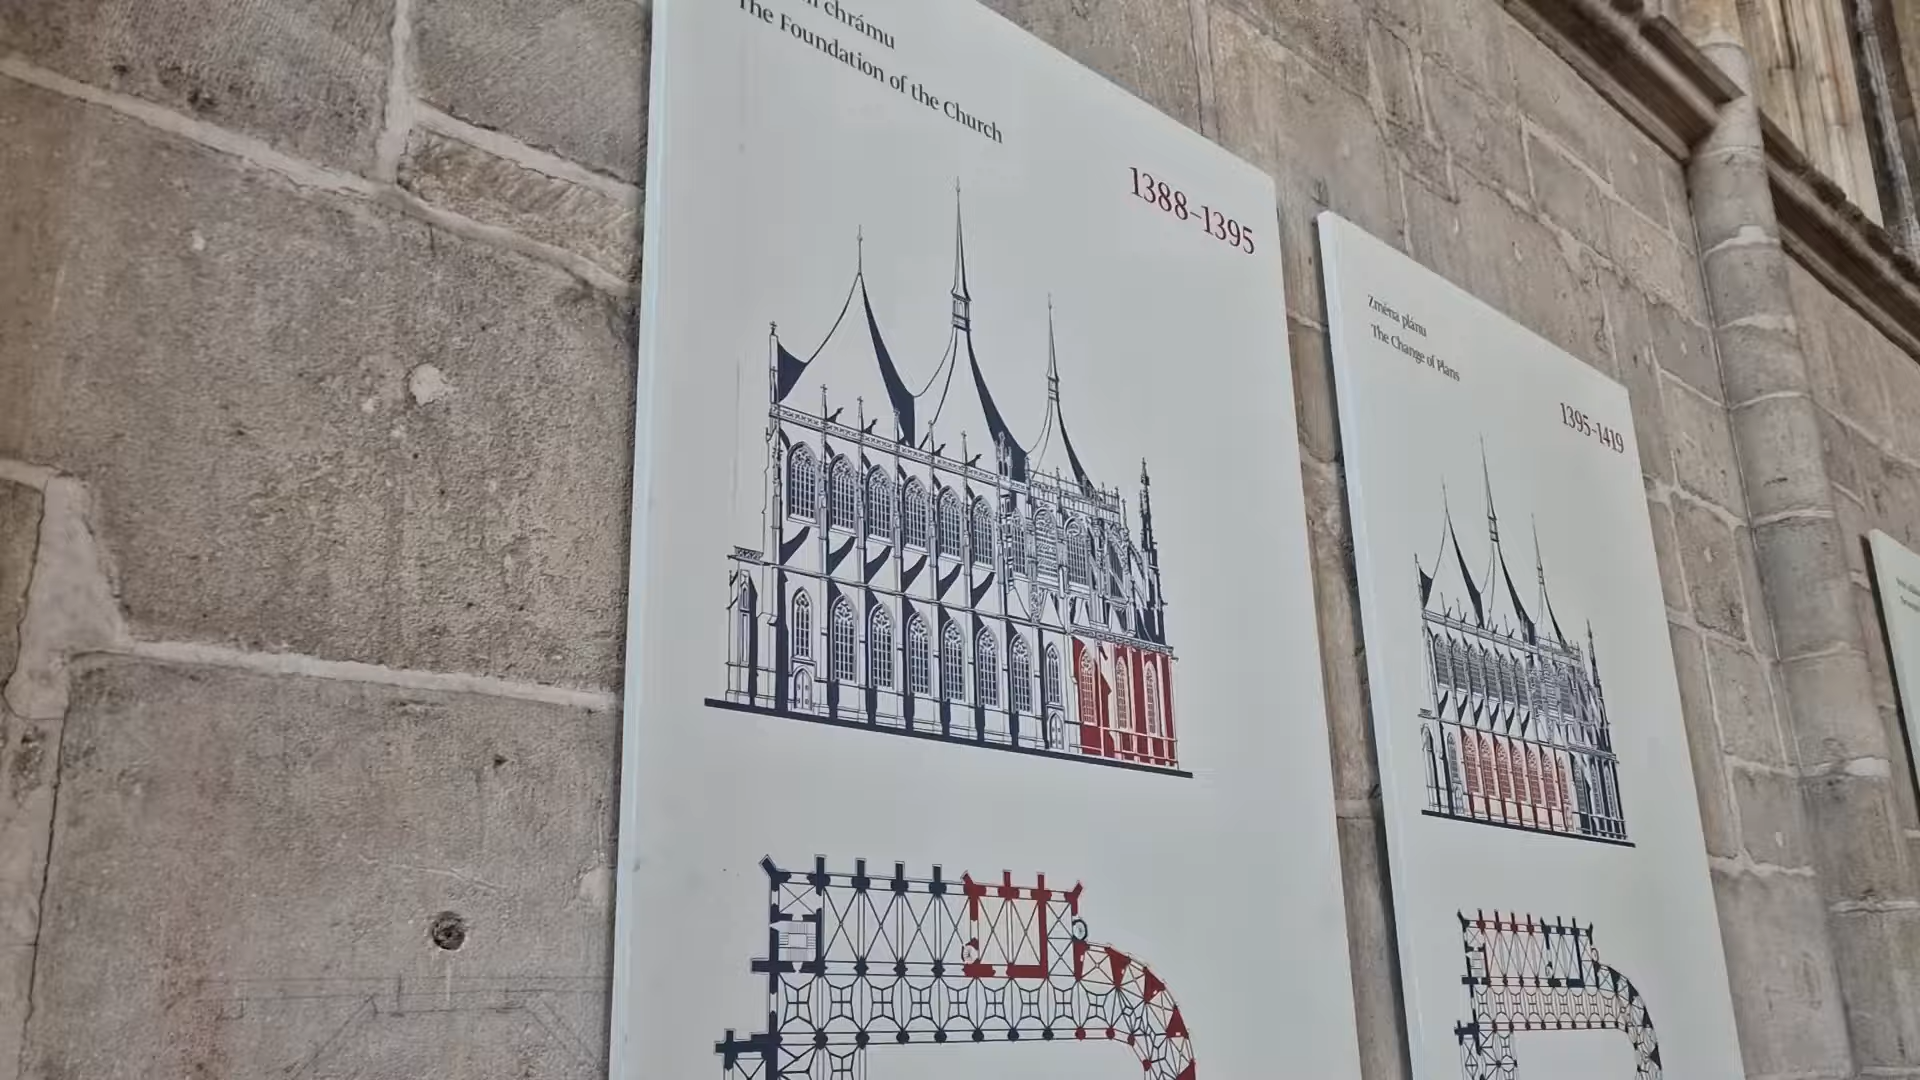 chrámu
The Foundation of the Church
1388–1395
Změna plánu
The Change of Plans
1395–1419